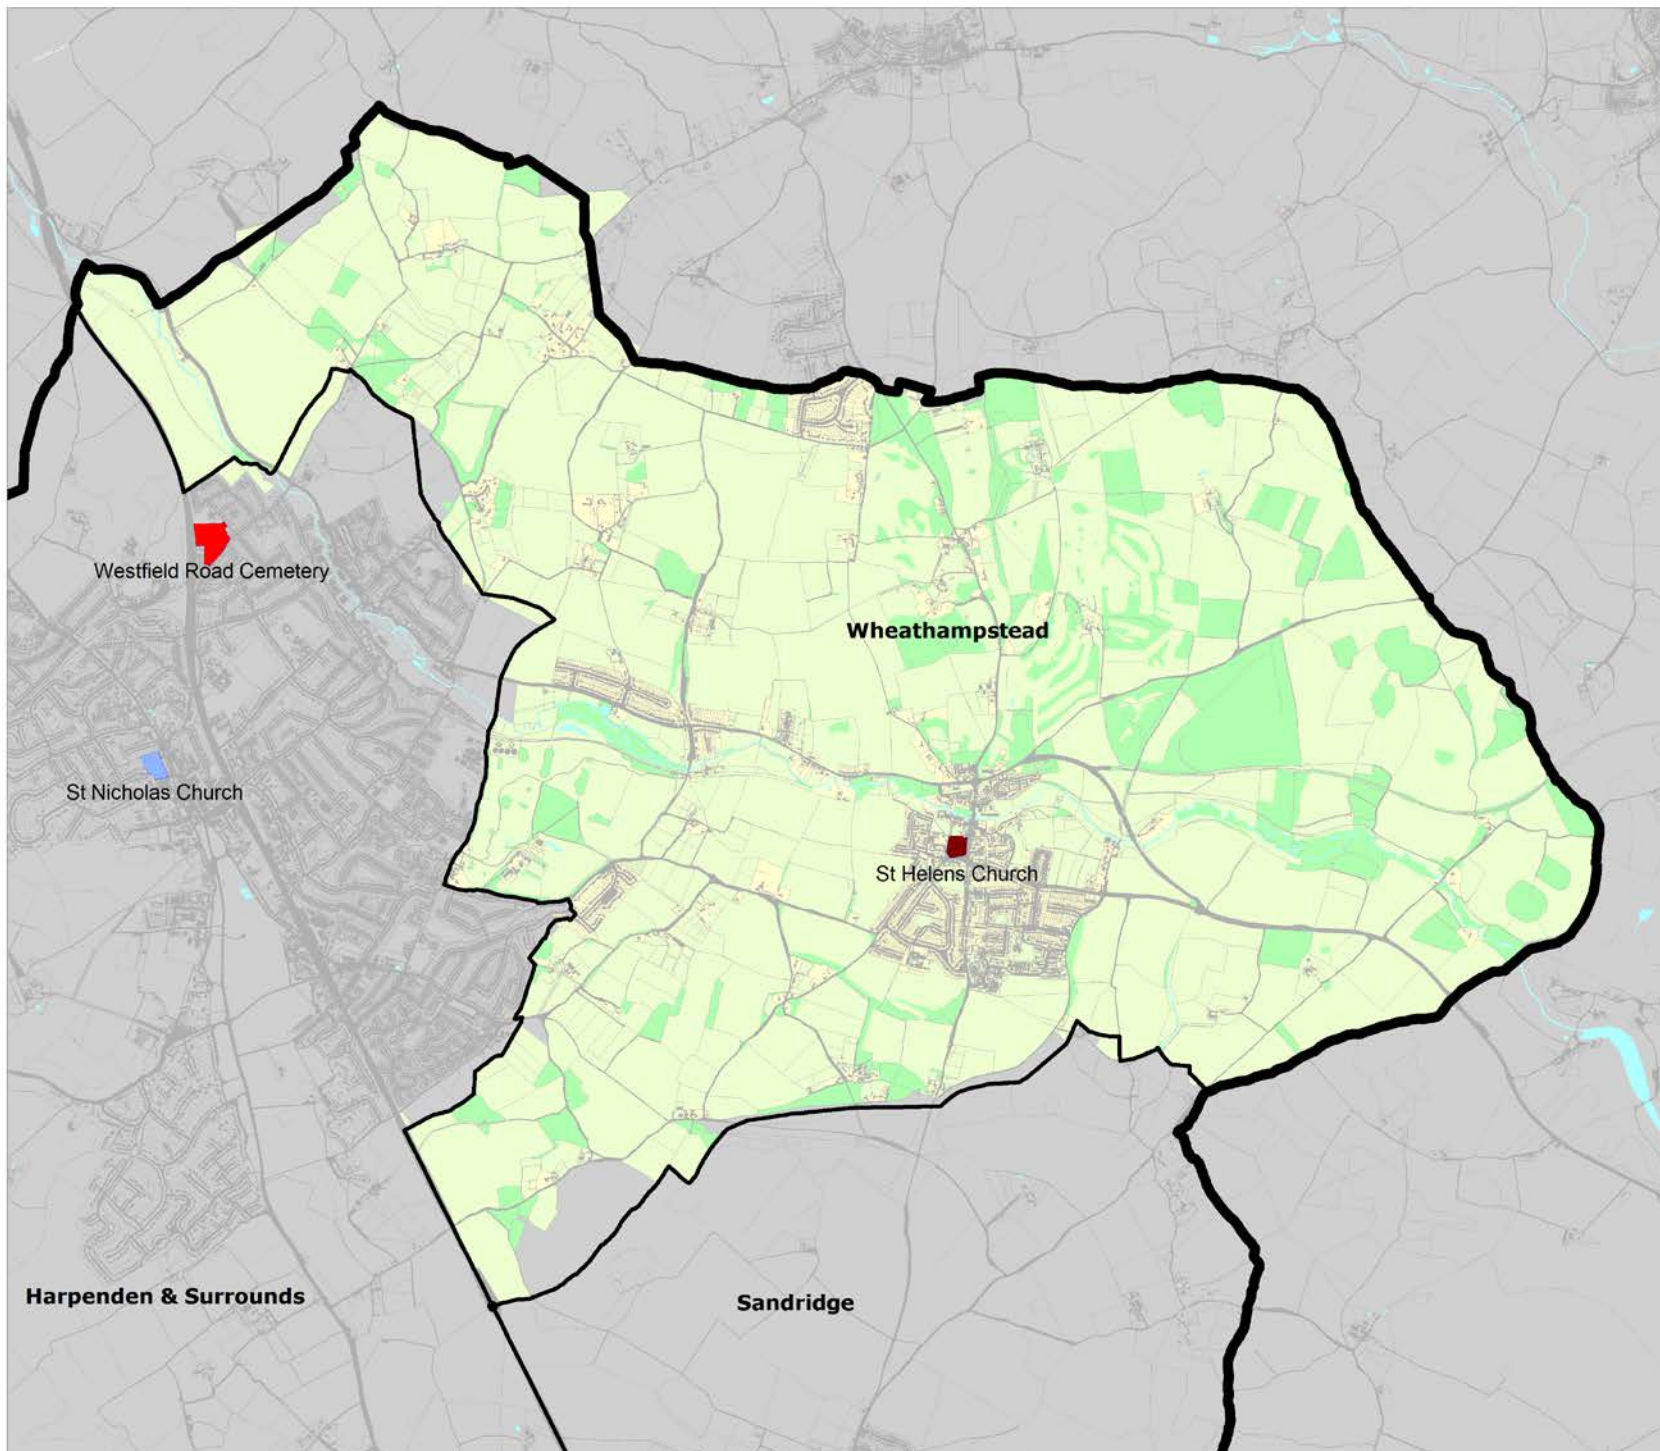 Westfield Road Cemetery
Wheathampstead
St Nicholas Church
St Helens Church
Harpenden & Surrounds
Sandridge